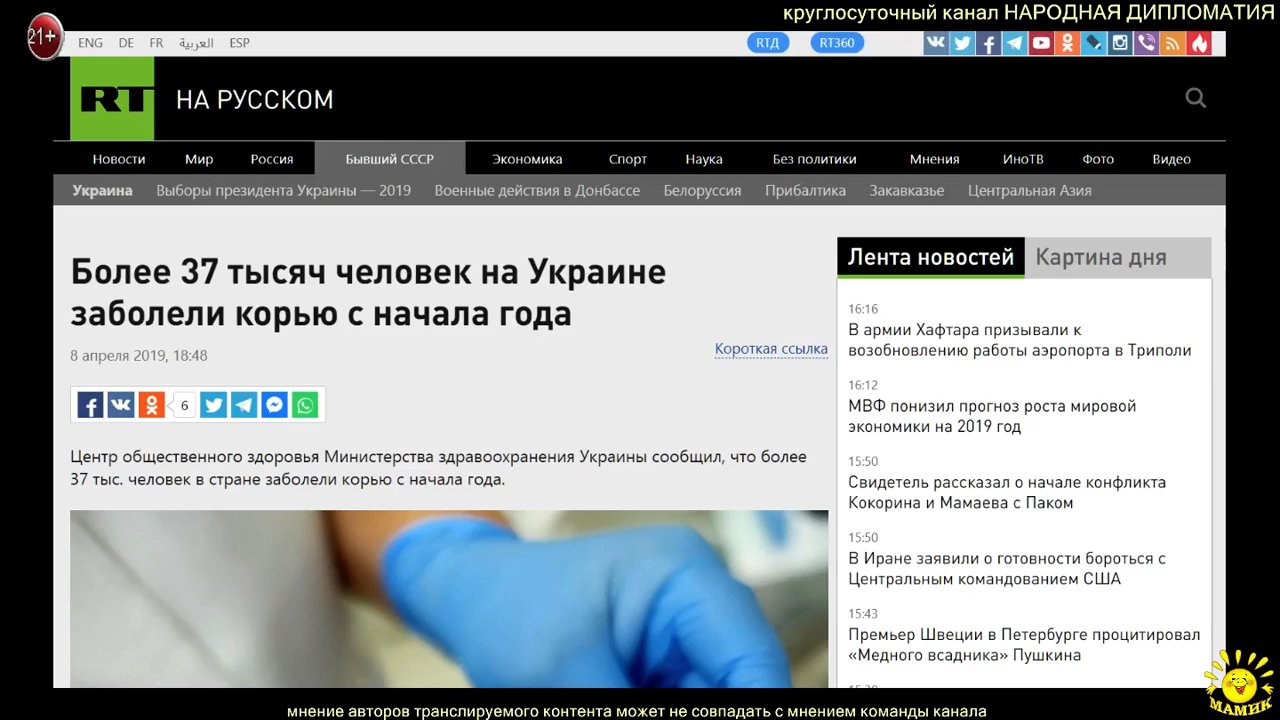 круглосуточный канал НАРОДНАЯ ДИПЛОМАТИЯ
21+
ENG DE FR العربية ESP
RTД RT360
RT НА РУССКОМ
Новости Мир Россия Бывший СССР Экономика Спорт Наука Без политики Мнения ИноТВ Фото Видео
Украина Выборы президента Украины — 2019 Военные действия в Донбассе Белоруссия Прибалтика Закавказье Центральная Азия
Более 37 тысяч человек на Украине
заболели корью с начала года
8 апреля 2019, 18:48
Короткая ссылка
6
Центр общественного здоровья Министерства здравоохранения Украины сообщил, что более
37 тыс. человек в стране заболели корью с начала года.
Лента новостей Картина дня
16:16
В армии Хафтара призывали к
возобновлению работы аэропорта в Триполи
16:12
МВФ понизил прогноз роста мировой
экономики на 2019 год
15:50
Свидетель рассказал о начале конфликта
Кокорина и Мамаева с Паком
15:50
В Иране заявили о готовности бороться с
Центральным командованием США
15:43
Премьер Швеции в Петербурге процитировал
«Медного всадника» Пушкина
МАМИК
мнение авторов транслируемого контента может не совпадать с мнением команды канала